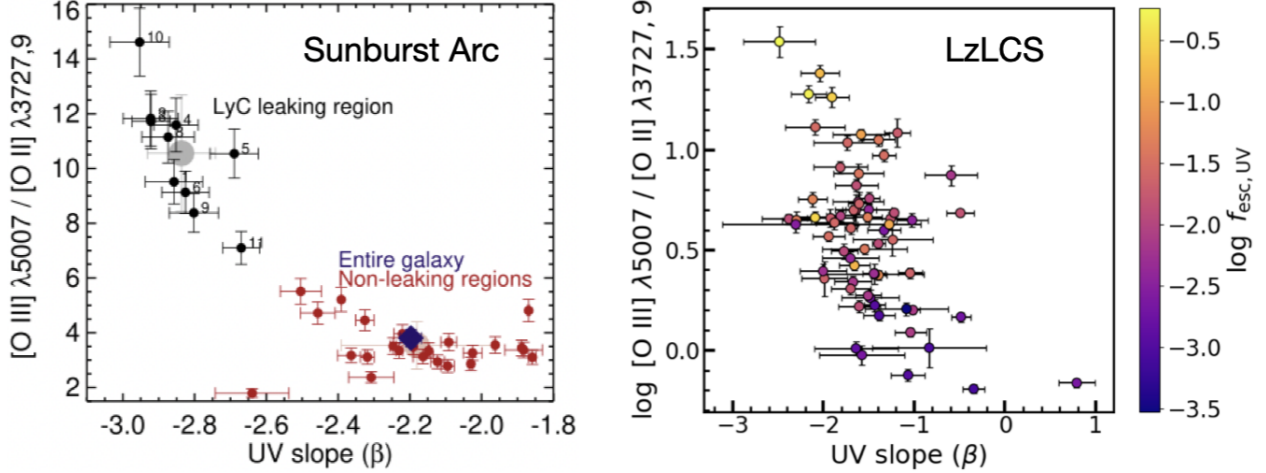 16
14
12
10
8
6
4
2
[O III] λ5007 / [O II] λ3727,9
Sunburst Arc
LyC leaking region
10
4
5
6
9
11
Entire galaxy
Non-leaking regions
-3.0 -2.8 -2.6 -2.4 -2.2 -2.0 -1.8
UV slope (β)
LzLCS
log [O III] λ5007 / [O II] λ3727, 9
1.5
1.0
0.5
0.0
−3 −2 −1 0 1
UV slope (β)
−0.5
−1.0
−1.5
−2.0
−2.5
−3.0
−3.5
log fesc, UV